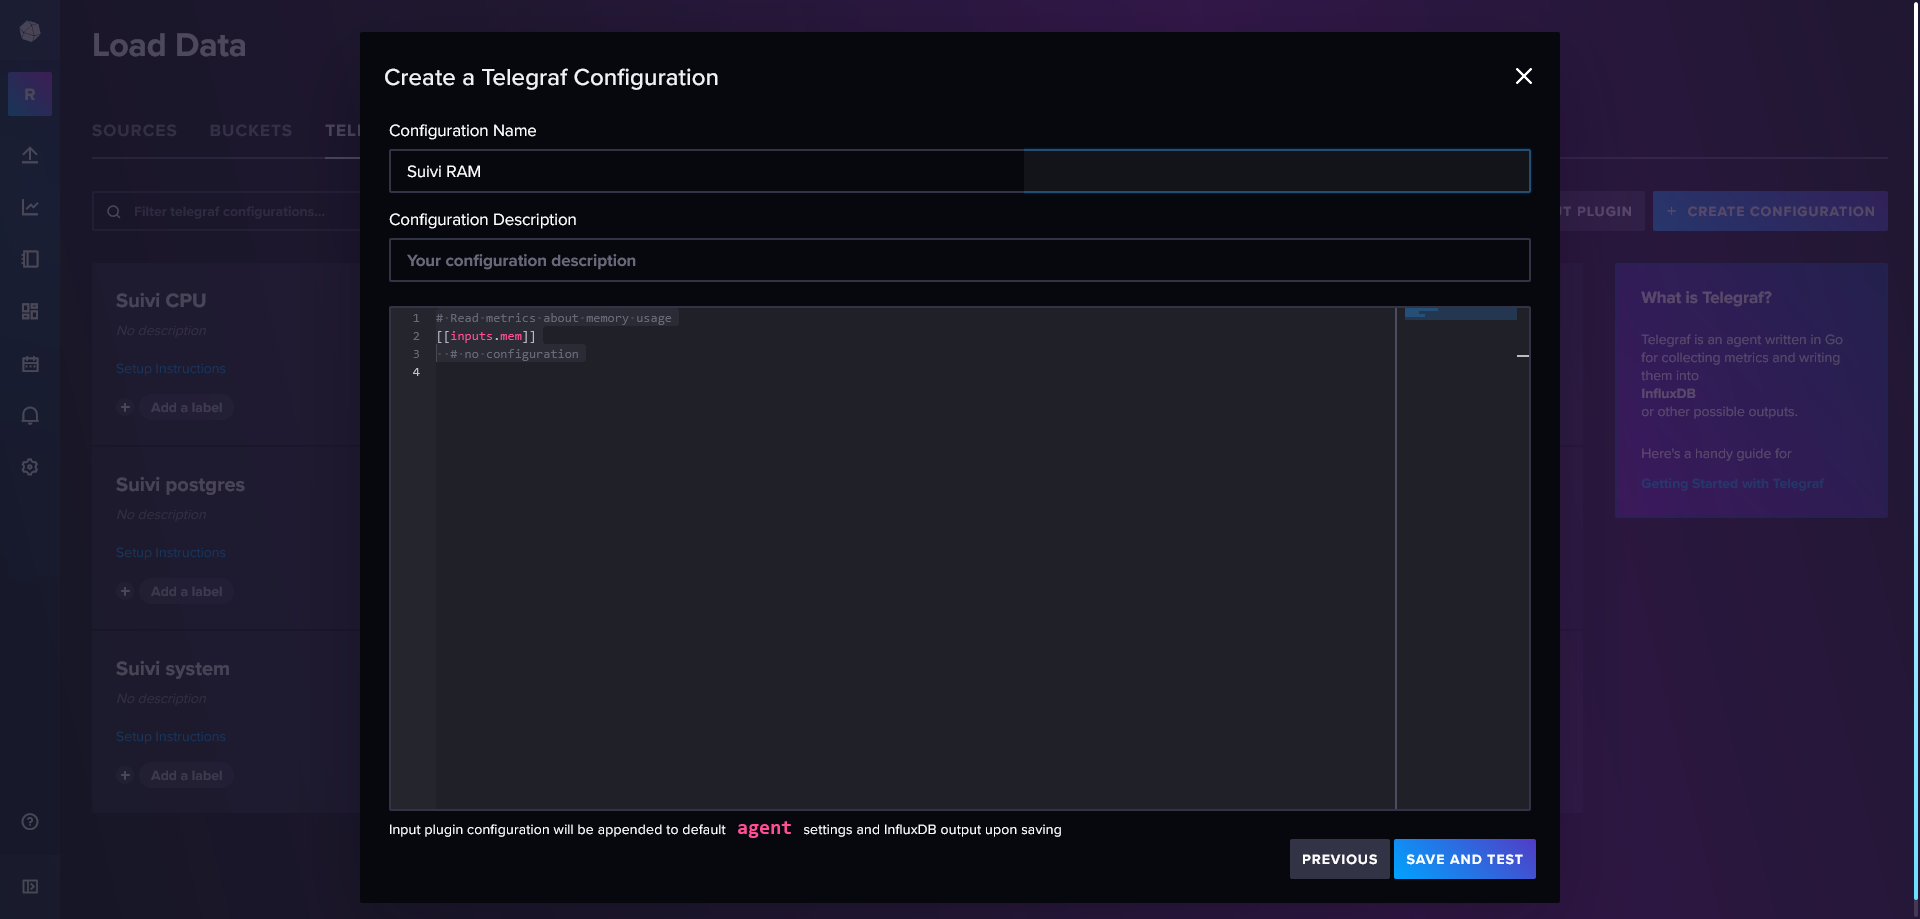 Load Data
R
SOURCES BUCKETS
Filter telegraf configurations...
PLUGIN
+ CREATE CONFIGURATION
Suivi CPU
No description
Setup Instructions
+ Add a label
Suivi postgres
No description
Setup Instructions
+ Add a label
Suivi system
No description
Setup Instructions
+ Add a label
Create a Telegraf Configuration
Configuration Name
Suivi RAM
Configuration Description
Your configuration description
1 # Read metrics about memory usage
2 [[inputs.mem]]
3 # no configuration
4
Input plugin configuration will be appended to default agent settings and InfluxDB output upon saving
PREVIOUS
SAVE AND TEST
What is Telegraf?
Telegraf is an agent written in Go
for collecting metrics and writing
them into
InfluxDB
or other possible outputs.
Here's a handy guide for
Getting Started with Telegraf